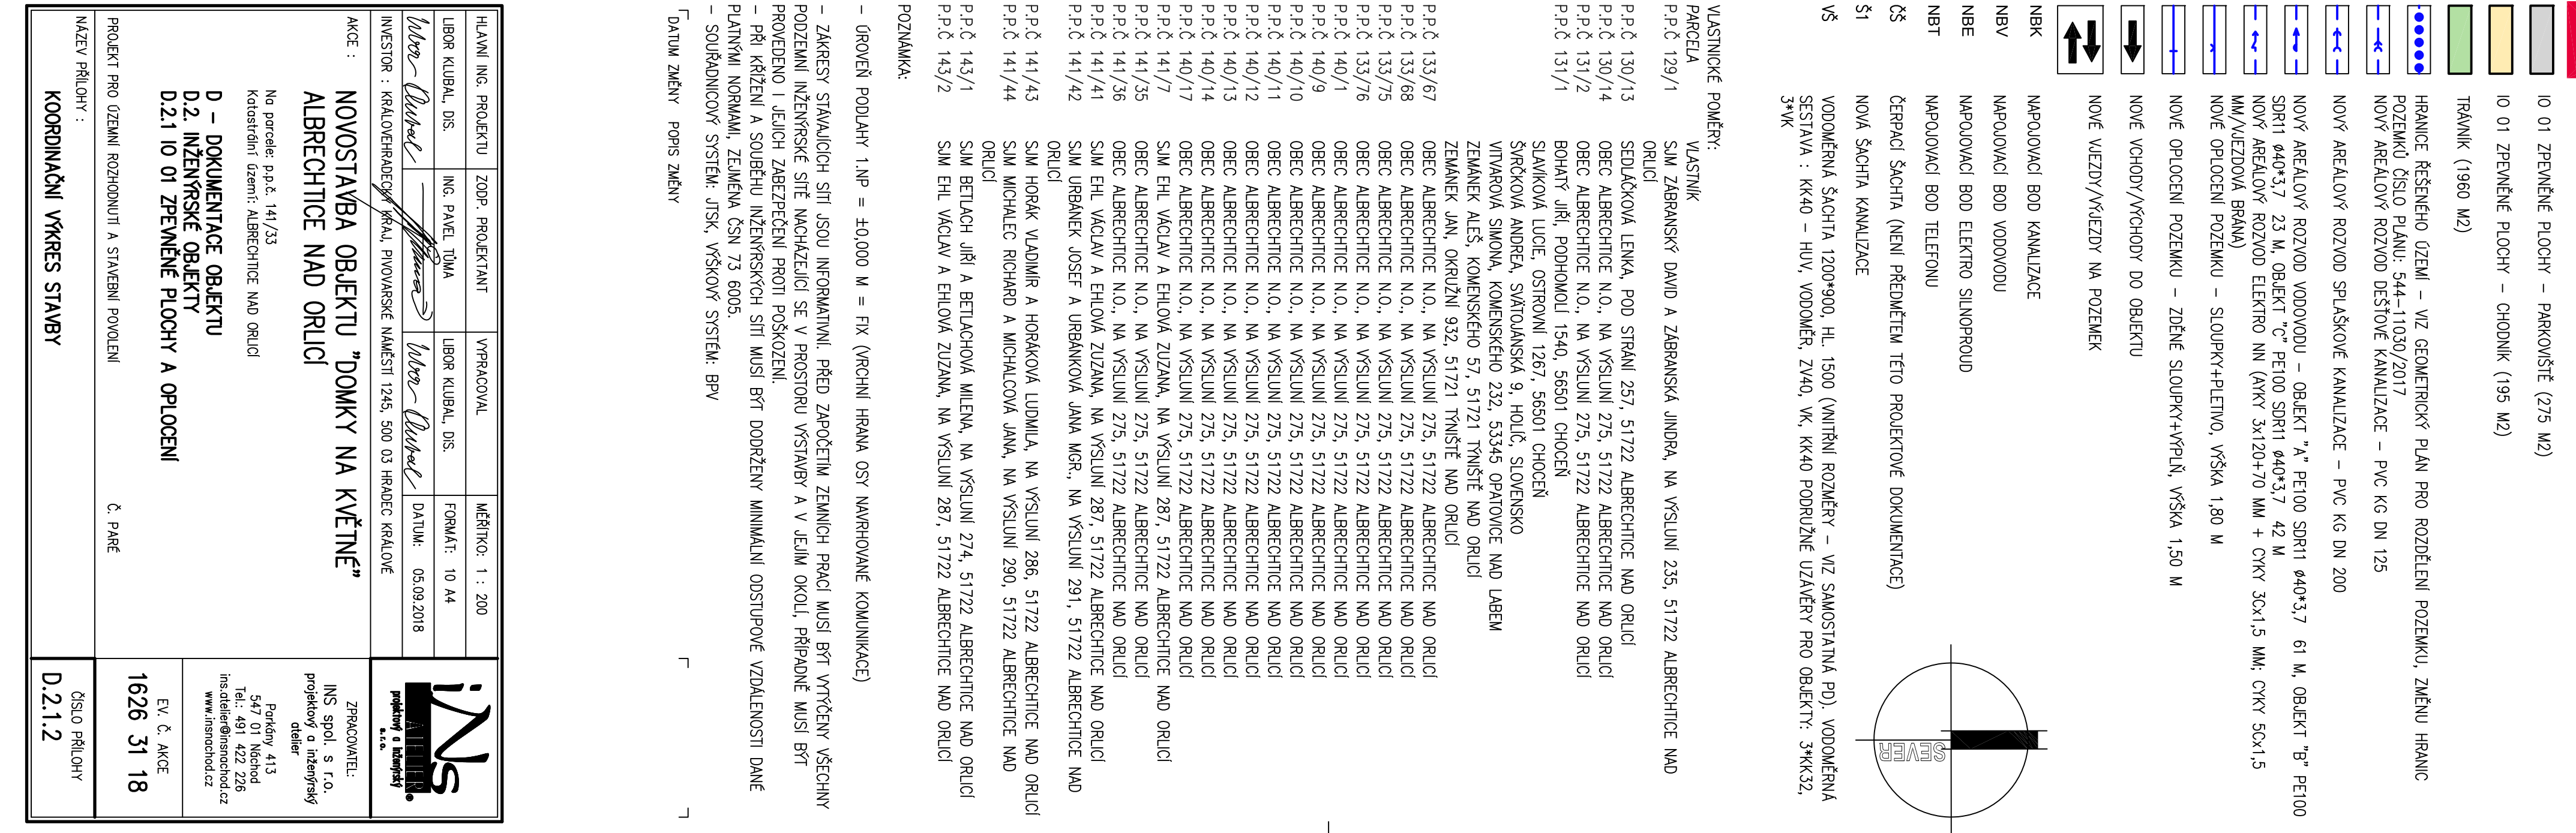 IO 01 ZPEVNĚNÉ PLOCHY – PARKOVIŠTĚ (275 M2)
IO 01 ZPEVNĚNÉ PLOCHY – CHODNÍK (195 M2)
TRÁVNÍK (1960 M2)
HRANICE ŘEŠENÉHO ÚZEMÍ – VIZ GEOMETRICKÝ PLÁN PRO ROZDĚLENÍ POZEMKU, ZMĚNU HRANIC
POZEMKŮ ČÍSLO PLÁNU: 544–11030/2017
NOVÝ AREÁLOVÝ ROZVOD DEŠŤOVÉ KANALIZACE – PVC KG DN 125
NOVÝ AREÁLOVÝ ROZVOD SPLAŠKOVÉ KANALIZACE – PVC KG DN 200
NOVÝ AREÁLOVÝ ROZVOD VODOVODU – OBJEKT "A" PE100 SDR11 ø40*3,7 61 M, OBJEKT "B" PE100
SDR11 ø40*3,7 23 M, OBJEKT "C" PE100 SDR11 ø40*3,7 42 M
NOVÝ AREÁLOVÝ ROZVOD ELEKTRO NN (AYKY 3x120+70 MM + CYKY 3Cx1,5 MM; CYKY 5Cx1,5
MM/VJEZDOVÁ BRÁNA)
NOVÉ OPLOCENÍ POZEMKU – SLOUPKY+PLETIVO, VÝŠKA 1,80 M
NOVÉ OPLOCENÍ POZEMKU – ZDĚNÉ SLOUPKY+VÝPLŇ, VÝŠKA 1,50 M
NOVÉ VCHODY/VÝCHODY DO OBJEKTU
NOVÉ VJEZDY/VÝJEZDY NA POZEMEK
NBK NAPOJOVACÍ BOD KANALIZACE
NBV NAPOJOVACÍ BOD VODOVODU
NBE NAPOJOVACÍ BOD ELEKTRO SILNOPROUD
NBT NAPOJOVACÍ BOD TELEFONU
ČŠ ČERPACÍ ŠACHTA (NENÍ PŘEDMĚTEM TÉTO PROJEKTOVÉ DOKUMENTACE)
Š1 NOVÁ ŠACHTA KANALIZACE
VŠ VODOMĚRNÁ ŠACHTA 1200*900, HL. 1500 (VNITŘNÍ ROZMĚRY – VIZ SAMOSTATNÁ PD). VODOMĚRNÁ
SESTAVA : KK40 – HUV, VODOMĚR, ZV40, VK, KK40 PODRUŽNÉ UZÁVĚRY PRO OBJEKTY: 3*KK32,
3*VK
SEVER
VLASTNICKÉ POMĚRY:
PARCELA VLASTNÍK
P.P.Č 129/1 SJM ZÁBRANSKÝ DAVID A ZÁBRANSKÁ JINDRA, NA VÝSLUNÍ 235, 51722 ALBRECHTICE NAD
ORLICÍ
P.P.Č 130/13 SEDLÁČKOVÁ LENKA, POD STRÁNÍ 257, 51722 ALBRECHTICE NAD ORLICÍ
P.P.Č 130/14 OBEC ALBRECHTICE N.O., NA VÝSLUNÍ 275, 51722 ALBRECHTICE NAD ORLICÍ
P.P.Č 131/2 OBEC ALBRECHTICE N.O., NA VÝSLUNÍ 275, 51722 ALBRECHTICE NAD ORLICÍ
P.P.Č 131/1 BOHATÝ JIŘÍ, PODHOMOLÍ 1540, 56501 CHOCEŇ
SLAVÍKOVÁ LUCIE, OSTROVNÍ 1267, 56501 CHOCEŇ
ŠVRČKOVÁ ANDREA, SVÄTOJÁNSKÁ 9, HOLÍČ, SLOVENSKO
VITVAROVÁ SIMONA, KOMENSKÉHO 232, 53345 OPATOVICE NAD LABEM
ZEMÁNEK ALEŠ, KOMENSKÉHO 57, 51721 TÝNIŠTĚ NAD ORLICÍ
ZEMÁNEK JAN, OKRUŽNÍ 932, 51721 TÝNIŠTĚ NAD ORLICÍ
P.P.Č 133/67 OBEC ALBRECHTICE N.O., NA VÝSLUNÍ 275, 51722 ALBRECHTICE NAD ORLICÍ
P.P.Č 133/68 OBEC ALBRECHTICE N.O., NA VÝSLUNÍ 275, 51722 ALBRECHTICE NAD ORLICÍ
P.P.Č 133/75 OBEC ALBRECHTICE N.O., NA VÝSLUNÍ 275, 51722 ALBRECHTICE NAD ORLICÍ
P.P.Č 133/76 OBEC ALBRECHTICE N.O., NA VÝSLUNÍ 275, 51722 ALBRECHTICE NAD ORLICÍ
P.P.Č 140/1 OBEC ALBRECHTICE N.O., NA VÝSLUNÍ 275, 51722 ALBRECHTICE NAD ORLICÍ
P.P.Č 140/9 OBEC ALBRECHTICE N.O., NA VÝSLUNÍ 275, 51722 ALBRECHTICE NAD ORLICÍ
P.P.Č 140/10 OBEC ALBRECHTICE N.O., NA VÝSLUNÍ 275, 51722 ALBRECHTICE NAD ORLICÍ
P.P.Č 140/11 OBEC ALBRECHTICE N.O., NA VÝSLUNÍ 275, 51722 ALBRECHTICE NAD ORLICÍ
P.P.Č 140/12 OBEC ALBRECHTICE N.O., NA VÝSLUNÍ 275, 51722 ALBRECHTICE NAD ORLICÍ
P.P.Č 140/13 OBEC ALBRECHTICE N.O., NA VÝSLUNÍ 275, 51722 ALBRECHTICE NAD ORLICÍ
P.P.Č 140/14 OBEC ALBRECHTICE N.O., NA VÝSLUNÍ 275, 51722 ALBRECHTICE NAD ORLICÍ
P.P.Č 140/17 OBEC ALBRECHTICE N.O., NA VÝSLUNÍ 275, 51722 ALBRECHTICE NAD ORLICÍ
P.P.Č 141/7 SJM EHL VÁCLAV A EHLOVÁ ZUZANA, NA VÝSLUNÍ 287, 51722 ALBRECHTICE NAD ORLICÍ
P.P.Č 141/35 OBEC ALBRECHTICE N.O., NA VÝSLUNÍ 275, 51722 ALBRECHTICE NAD ORLICÍ
P.P.Č 141/36 OBEC ALBRECHTICE N.O., NA VÝSLUNÍ 275, 51722 ALBRECHTICE NAD ORLICÍ
P.P.Č 141/41 SJM EHL VÁCLAV A EHLOVÁ ZUZANA, NA VÝSLUNÍ 287, 51722 ALBRECHTICE NAD ORLICÍ
P.P.Č 141/42 SJM URBÁNEK JOSEF A URBÁNKOVÁ JANA MGR., NA VÝSLUNÍ 291, 51722 ALBRECHTICE NAD
ORLICÍ
P.P.Č 141/43 SJM HORÁK VLADIMÍR A HORÁKOVÁ LUDMILA, NA VÝSLUNÍ 286, 51722 ALBRECHTICE NAD ORLICÍ
P.P.Č 141/44 SJM MICHALEC RICHARD A MICHALCOVÁ JANA, NA VÝSLUNÍ 290, 51722 ALBRECHTICE NAD
ORLICÍ
P.P.Č 143/1 SJM BETLACH JIŘÍ A BETLACHOVÁ MILENA, NA VÝSLUNÍ 274, 51722 ALBRECHTICE NAD ORLICÍ
P.P.Č 143/2 SJM EHL VÁCLAV A EHLOVÁ ZUZANA, NA VÝSLUNÍ 287, 51722 ALBRECHTICE NAD ORLICÍ
POZNÁMKA:
– ÚROVEŇ PODLAHY 1.NP = ±0,000 M = FIX (VRCHNÍ HRANA OSY NAVRHOVANÉ KOMUNIKACE)
– ZÁKRESY STÁVAJÍCÍCH SÍTÍ JSOU INFORMATIVNÍ. PŘED ZAPOČETÍM ZEMNÍCH PRACÍ MUSÍ BÝT VYTÝČENY VŠECHNY
PODZEMNÍ INŽENÝRSKÉ SÍTĚ NACHÁZEJÍCÍ SE V PROSTORU VÝSTAVBY A V JEJÍM OKOLÍ, PŘÍPADNĚ MUSÍ BÝT
PROVEDENO I JEJICH ZABEZPEČENÍ PROTI POŠKOZENÍ.
– PŘI KŘÍŽENÍ A SOUBĚHU INŽENÝRSKÝCH SÍTÍ MUSÍ BÝT DODRŽENY MINIMÁLNÍ ODSTUPOVÉ VZDÁLENOSTI DANÉ
PLATNÝMI NORMAMI, ZEJMÉNA ČSN 73 6005.
– SOUŘADNICOVÝ SYSTÉM: JTSK, VÝŠKOVÝ SYSTÉM: BPV
DATUM ZMĚNY POPIS ZMĚNY
HLAVNÍ ING. PROJEKTU ZODP. PROJEKTANT VYPRACOVAL MĚŘÍTKO: 1 : 200
LIBOR KLUBAL, DIS. ING. PAVEL TŮMA LIBOR KLUBAL, DIS. FORMÁT: 10 A4
DATUM: 05.09.2018
INVESTOR : KRÁLOVEHRADECKÝ KRAJ, PIVOVARSKÉ NÁMĚSTÍ 1245, 500 03 HRADEC KRÁLOVÉ
iNs
ATELIER®
projektový a inženýrský
s.r.o.
AKCE :
NOVOSTAVBA OBJEKTU "DOMKY NA KVĚTNÉ"
ALBRECHTICE NAD ORLICÍ
Na parcele: p.p.č. 141/33
Katastrální území: ALBRECHTICE NAD ORLICÍ
D – DOKUMENTACE OBJEKTU
D.2. INŽENÝRSKÉ OBJEKTY
D.2.1 IO 01 ZPEVNĚNÉ PLOCHY A OPLOCENÍ
ZPRACOVATEL:
INS spol. s r.o.
projektový a inženýrský
atelier
Parkány 413
547 01 Náchod
Tel.: 491 422 226
ins.atelier@insnachod.cz
www.insnachod.cz
PROJEKT PRO ÚZEMNÍ ROZHODNUTÍ A STAVEBNÍ POVOLENÍ Č. PARÉ
EV. Č. AKCE
1626 31 18
NÁZEV PŘÍLOHY :
KOORDINAČNÍ VÝKRES STAVBY
ČÍSLO PŘÍLOHY
D.2.1.2